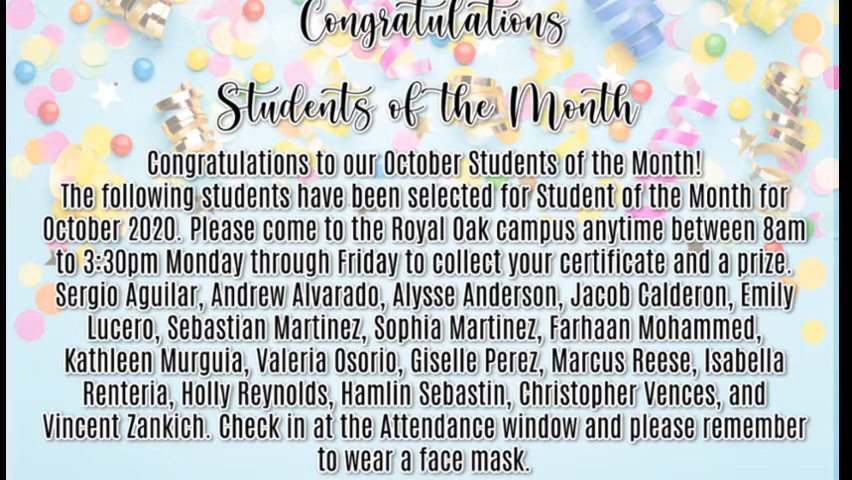 Congratulations
Students of the Month
Congratulations to our October Students of the Month!
The following students have been selected for Student of the Month for
October 2020. Please come to the Royal Oak campus anytime between 8am
to 3:30pm Monday through Friday to collect your certificate and a prize.
Sergio Aguilar, Andrew Alvarado, Alysse Anderson, Jacob Calderon, Emily
Lucero, Sebastian Martinez, Sophia Martinez, Farhaan Mohammed,
Kathleen Murguia, Valeria Osorio, Giselle Perez, Marcus Reese, Isabella
Renteria, Holly Reynolds, Hamlin Sebastin, Christopher Vences, and
Vincent Zankich. Check in at the Attendance window and please remember
to wear a face mask.